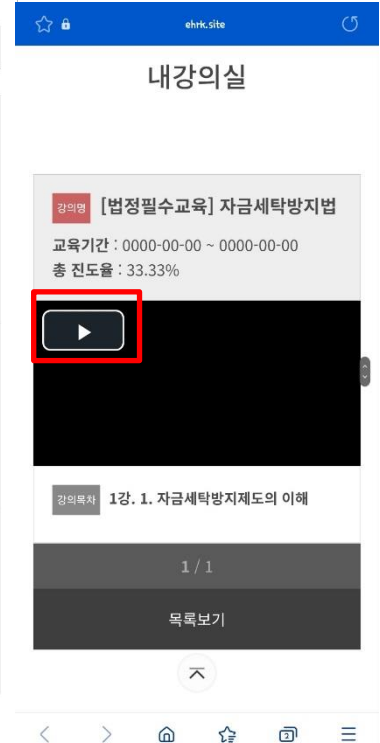 ehrk.site
내강의실
강의명 [법정필수교육] 자금세탁방지법
교육기간 : 0000-00-00 ~ 0000-00-00
총 진도율 : 33.33%
강의목차 1강. 1. 자금세탁방지제도의 이해
1 / 1
목록보기
2